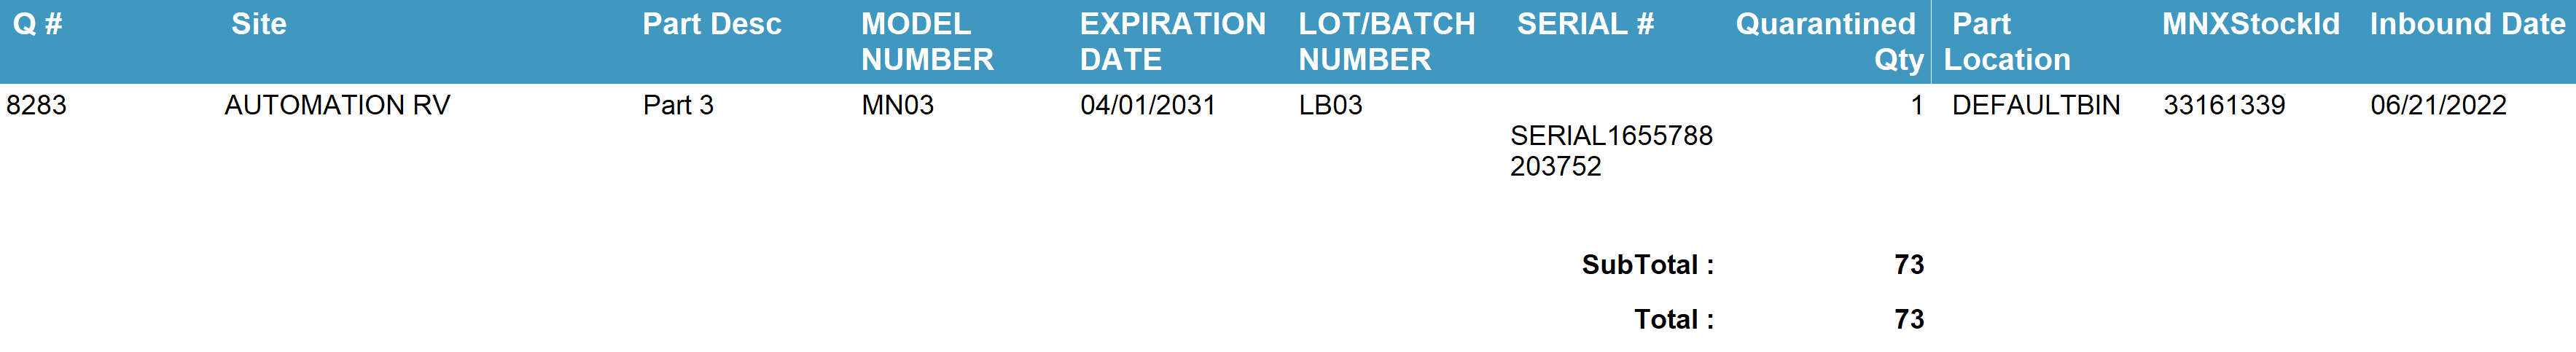 Q # Site Part Desc MODEL EXPIRATION LOT/BATCH SERIAL # Quarantined Part MNXStockId Inbound Date
NUMBER DATE NUMBER Qty Location
8283 AUTOMATION RV Part 3 MN03 04/01/2031 LB03 1 DEFAULTBIN 33161339 06/21/2022
SERIAL1655788
203752
SubTotal : 73
Total : 73